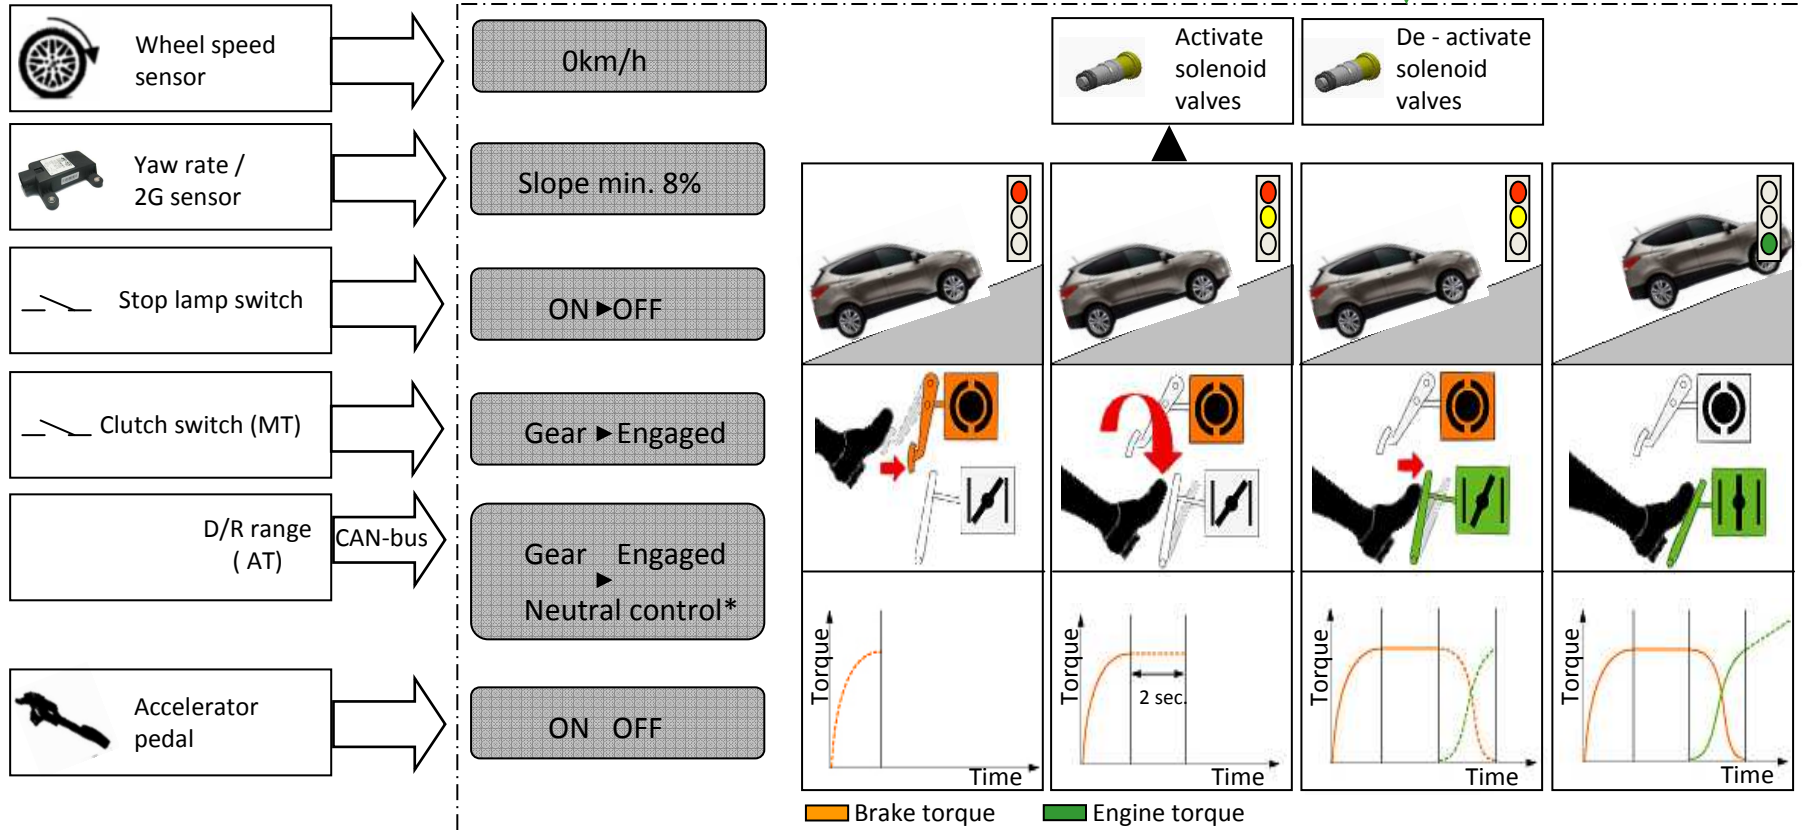 Wheel speed
sensor
0km/h
Activate
solenoid
valves
De - activate
solenoid
valves
Yaw rate /
2G sensor
Slope min. 8%
Stop lamp switch
ON ►OFF
Clutch switch (MT)
Gear ► Engaged
D/R range
( AT)
CAN-bus
Gear Engaged
►
Neutral control*
Accelerator
pedal
ON OFF
Torque
Time
Torque
2 sec.
Time
Torque
Time
Torque
Time
Brake torque
Engine torque